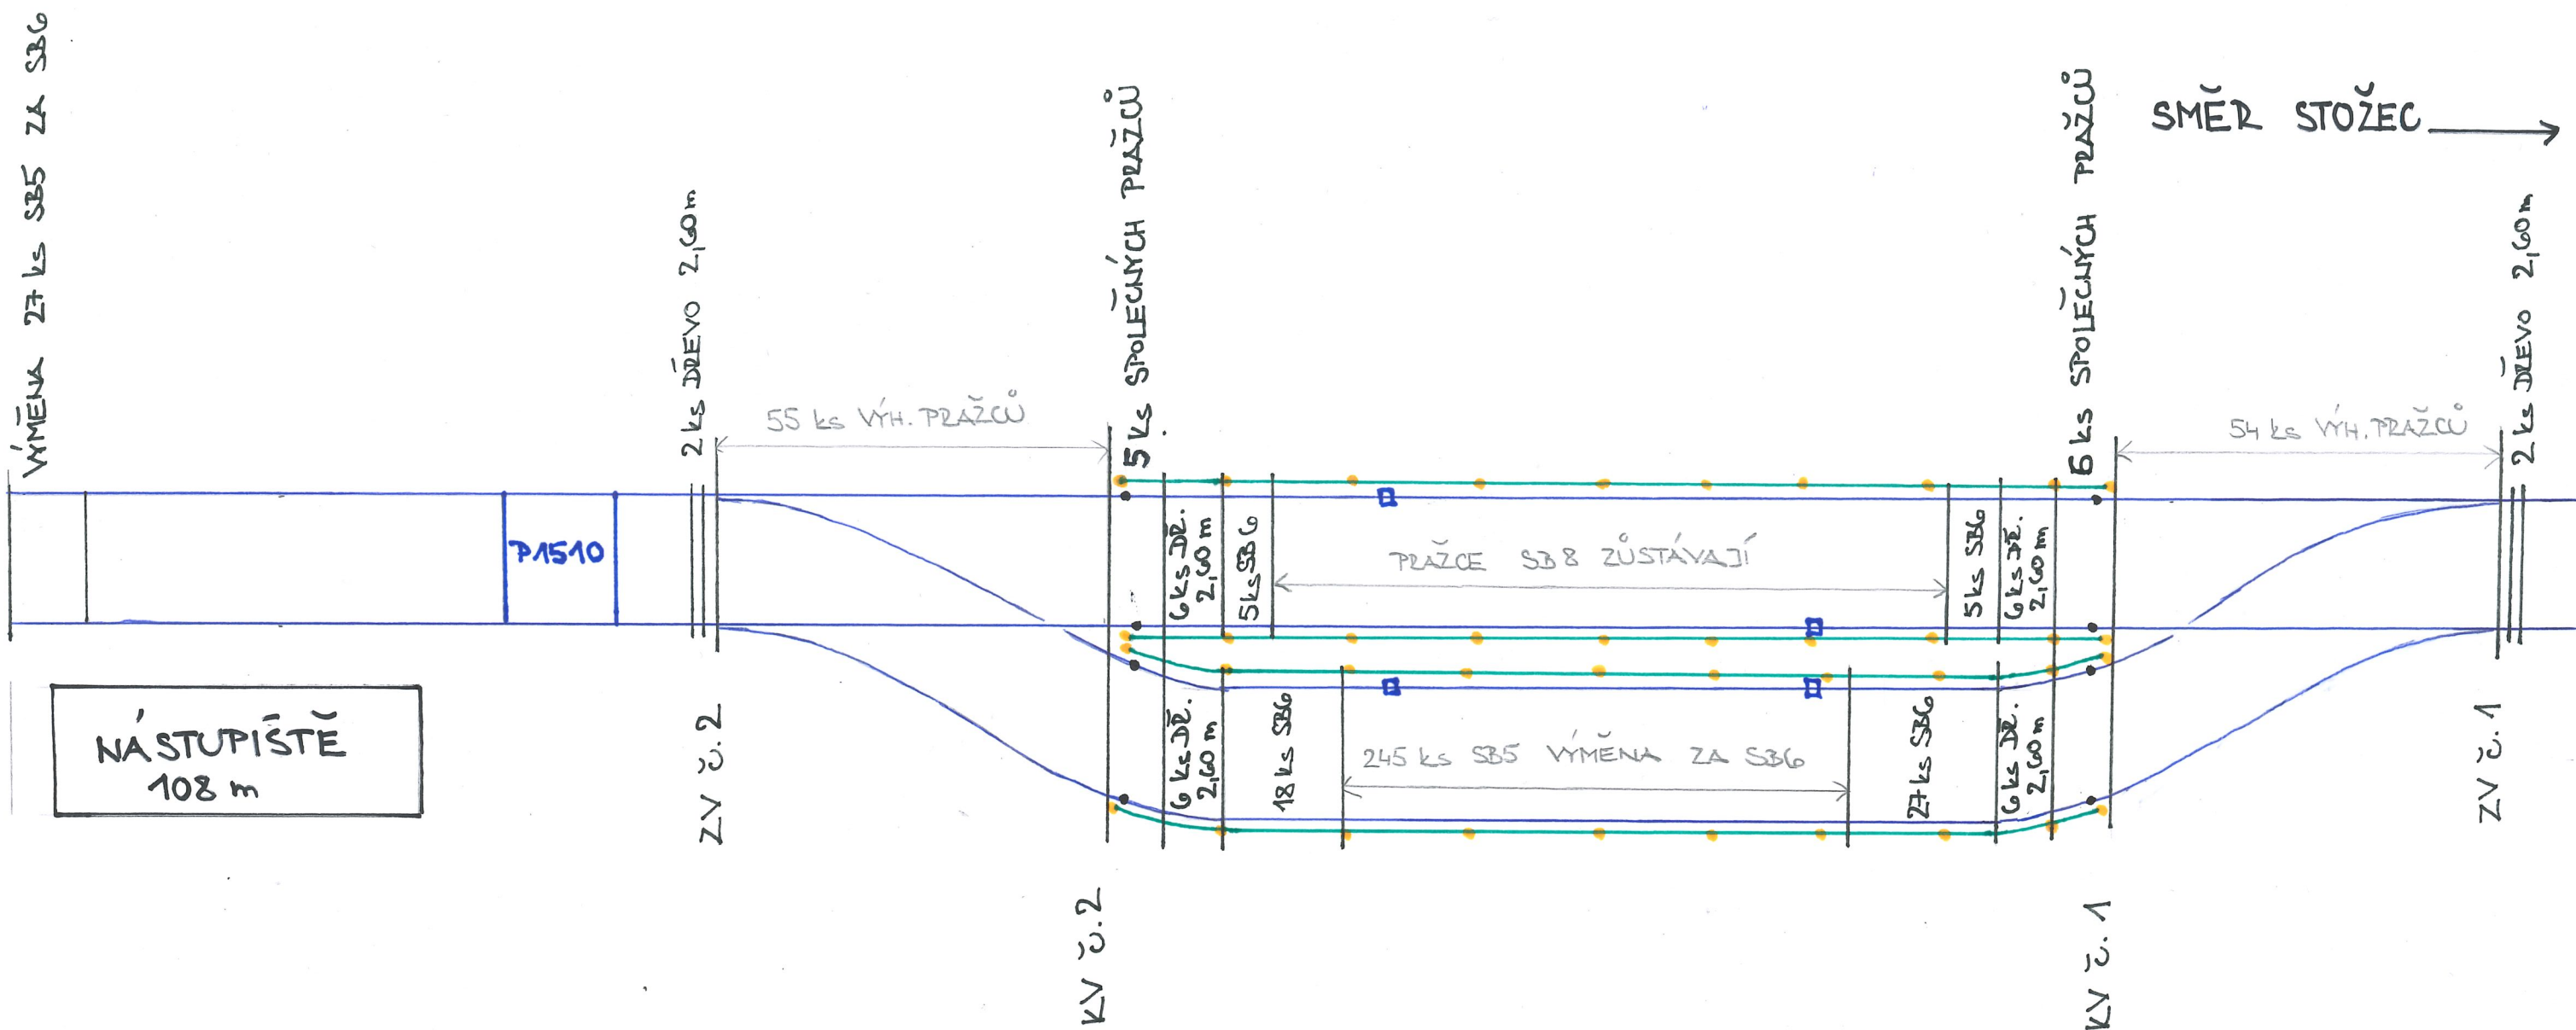 VÝMĚNA 27 ks SB5 ZA SB6
2 ks DŘEVO 2,60 m
55 ks VÝH. PRAŽCŮ
5 ks SPOLEČNÝCH PRAŽCŮ
6 ks SPOLEČNÝCH PRAŽCŮ
SMĚR STOŽEC
54 ks VÝH. PRAŽCŮ
2 ks DŘEVO 2,60 m
P1510
6 ks DŘ.
2,60 m
5 ks SB6
PRAŽCE SB8 ZŮSTÁVAJÍ
5 ks SB6
6 ks DŘ.
2,60 m
NÁSTUPIŠTĚ
108 m
ZV č. 2
6 ks DŘ.
2,60 m
18 ks SB6
245 ks SB5 VÝMĚNA ZA SB6
27 ks SB6
6 ks DŘ.
2,60 m
ZV č. 1
KV č. 2
KV č. 1